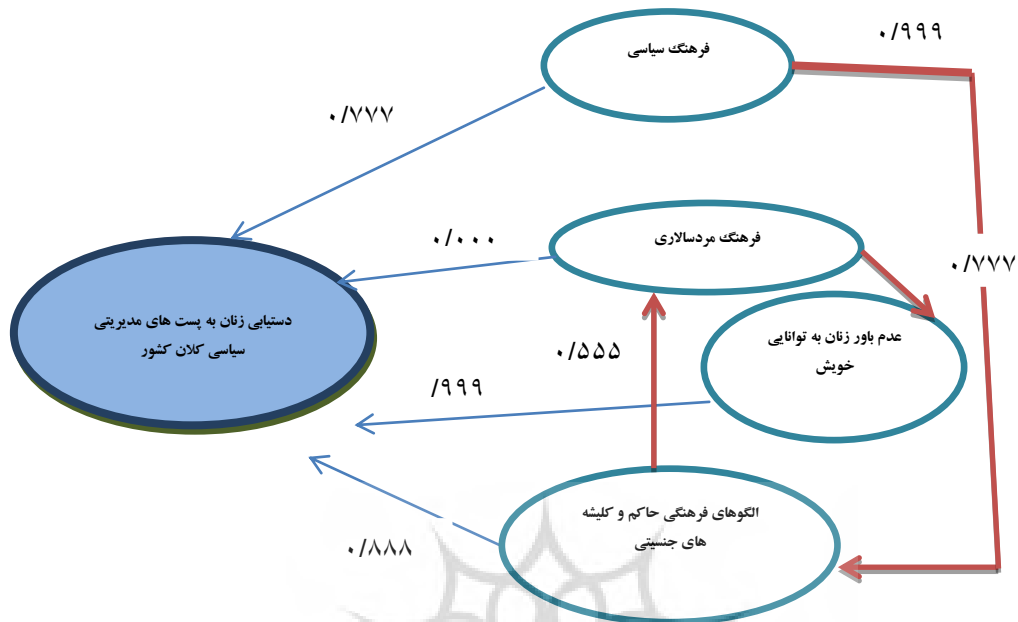 ۰/۹۹۹
فرهنگ سیاسی
۰/۷۷۷
فرهنگ مردسالاری
۰/۰۰۰
۰/۷۷۷
دستیابی زنان به پست های مدیریتی
سیاسی کلان کشور
عدم باور زنان به توانایی
خویش
۰/۵۵۵
/۹۹۹
الگوهای فرهنگی حاکم و کلیشه
های جنسیتی
۰/۸۸۸